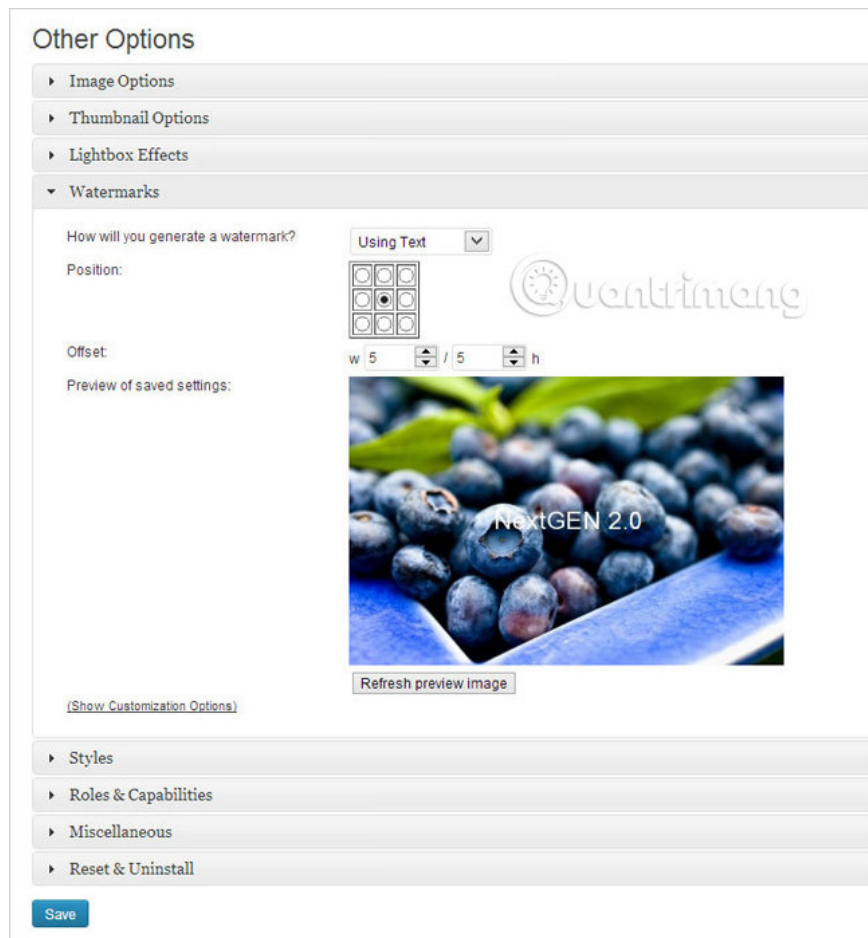 Other Options
Image Options
Thumbnail Options
Lightbox Effects
Watermarks
How will you generate a watermark?
Using Text
Position:
Quantrimang
Offset:
w 5 / 5 h
Preview of saved settings:
NextGEN 2.0
Refresh preview image
(Show Customization Options)
Styles
Roles & Capabilities
Miscellaneous
Reset & Uninstall
Save